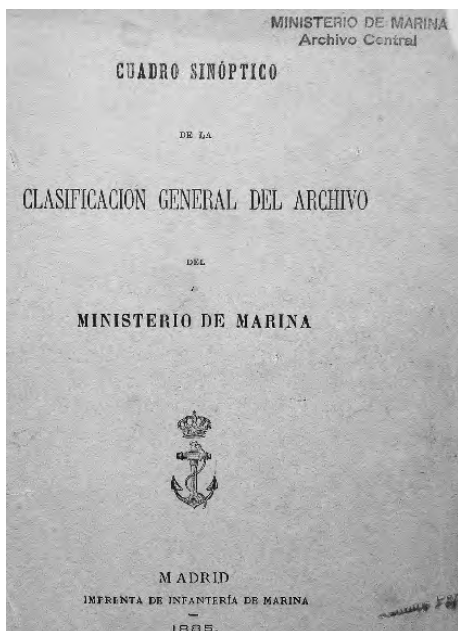 MINISTERIO DE MARINA
Archivo Central
CUADRO SINÓPTICO
DE LA
CLASIFICACION GENERAL DEL ARCHIVO
DEL
MINISTERIO DE MARINA
MADRID
IMPRENTA DE INFANTERÍA DE MARINA
1885.